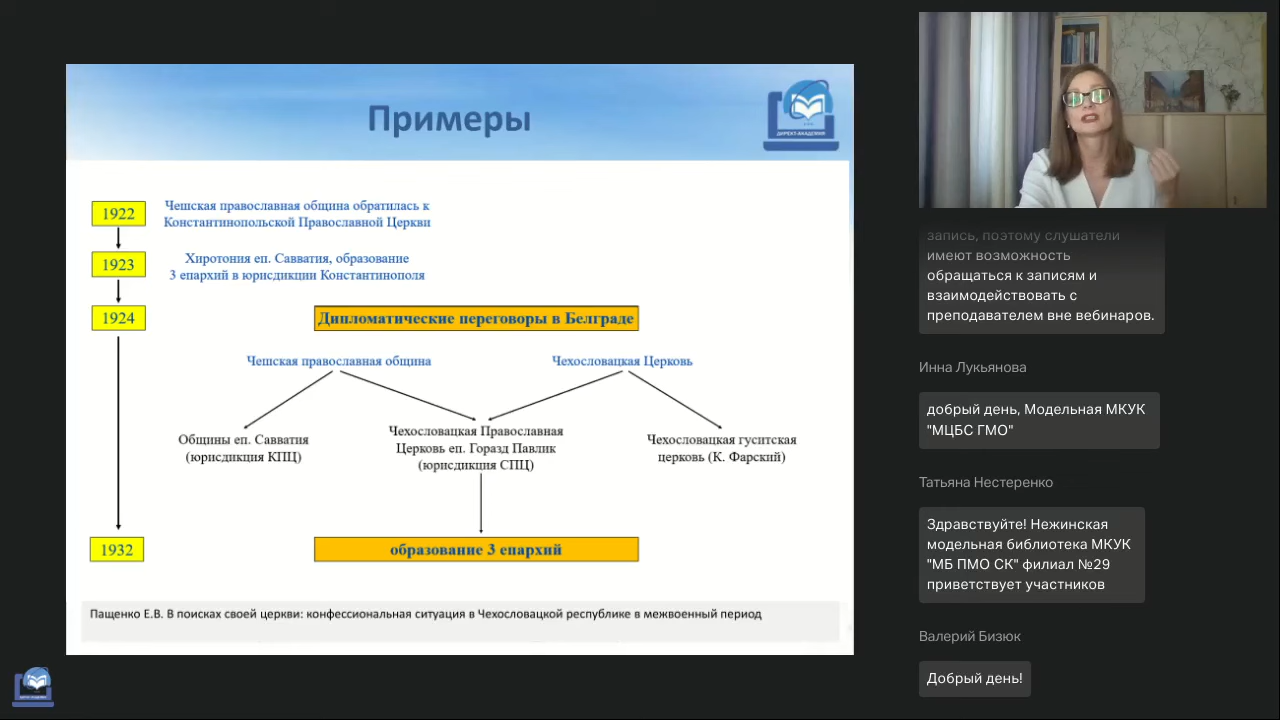 Примеры
ДИРЕКТ-АКАДЕМИЯ
1922
Чешская православная община обратилась к
Константинопольской Православной Церкви
1923
Хиротония еп. Савватия, образование
3 епархий в юрисдикции Константинополя
1924
Дипломатические переговоры в Белграде
Чешская православная община
Чехословацкая Церковь
Общины еп. Савватия
(юрисдикция КПЦ)
Чехословацкая Православная
Церковь еп. Горазд Павлик
(юрисдикция СПЦ)
Чехословацкая гуситская
церковь (К. Фарский)
1932
образование 3 епархий
Пащенко Е.В. В поисках своей церкви: конфессиональная ситуация в Чехословацкой республике в межвоенный период
запись, поэтому слушатели
имеют возможность
обращаться к записям и
взаимодействовать с
преподавателем вне вебинаров.
Инна Лукьянова
добрый день, Модельная МКУК
"МЦБС ГМО"
Татьяна Нестеренко
Здравствуйте! Нежинская
модельная библиотека МКУК
"МБ ПМО СК" филиал №29
приветствует участников
Валерий Бизюк
Добрый день!